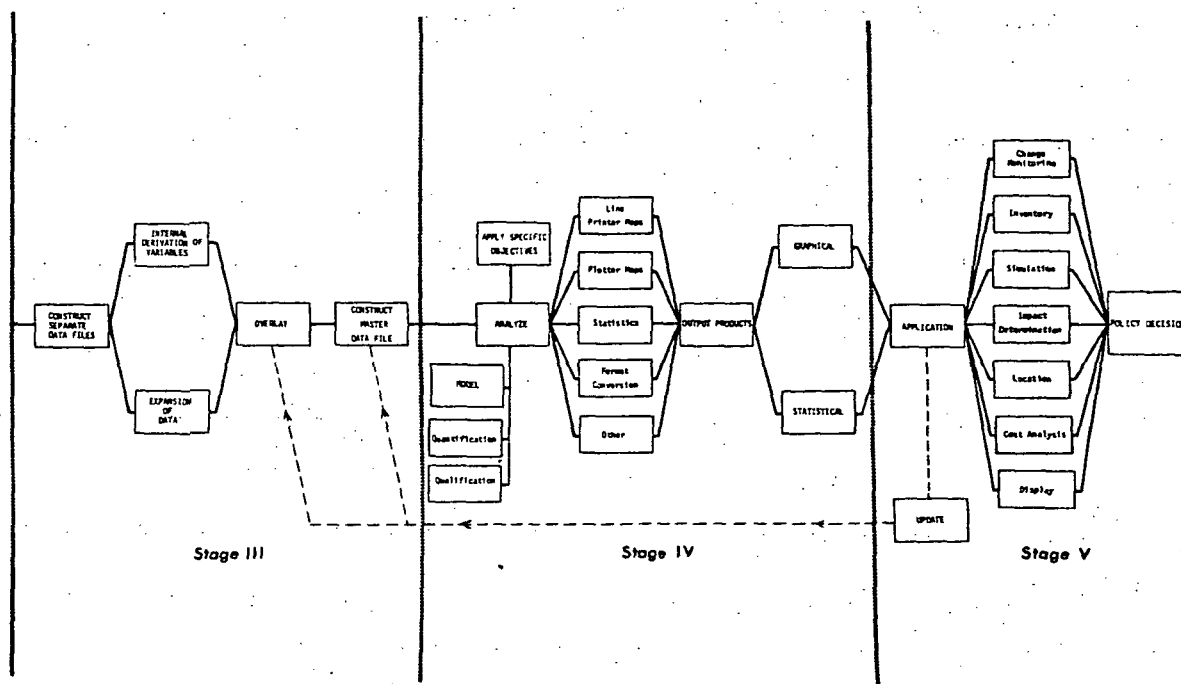 CONSTRUCT
SEPARATE
DATA FILES
INTERNAL
DERIVATION OF
VARIABLES
EXPANSION
OF
DATA
OVERLAY
CONSTRUCT
MASTER
DATA FILE
Stage III
APPLY SPECIFIC
OBJECTIVES
ANALYZE
MODEL
Quantification
Qualification
Line
Printer Maps
Plotter Maps
Statistics
Format
Conversion
Other
OUTPUT PRODUCTS
GRAPHICAL
STATISTICAL
Stage IV
APPLICATION
UPDATE
Change
Monitoring
Inventory
Simulation
Impact
Determination
Location
Cost Analysis
Display
POLICY DECISION
Stage V